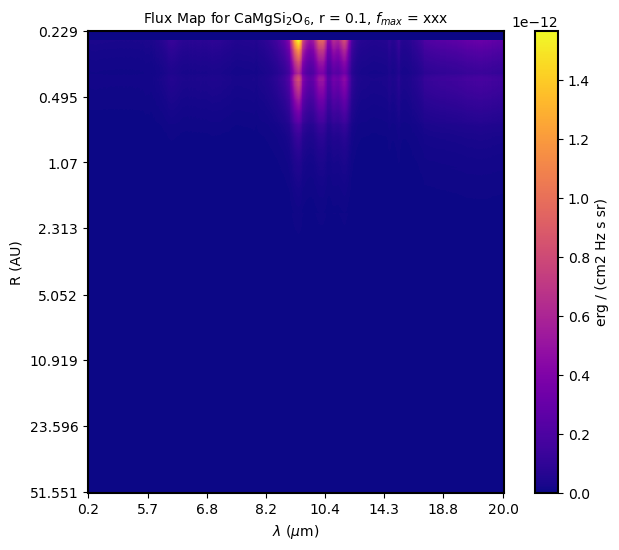 Flux Map for CaMgSi₂O₆, r = 0.1, fₘₐₓ = xxx
1e−12
0.229
0.495
1.07
2.313
5.052
10.919
23.596
51.551
R (AU)
0.2 5.7 6.8 8.2 10.4 14.3 18.8 20.0
λ (μm)
1.4
1.2
1.0
0.8
0.6
0.4
0.2
0.0
erg / (cm2 Hz s sr)